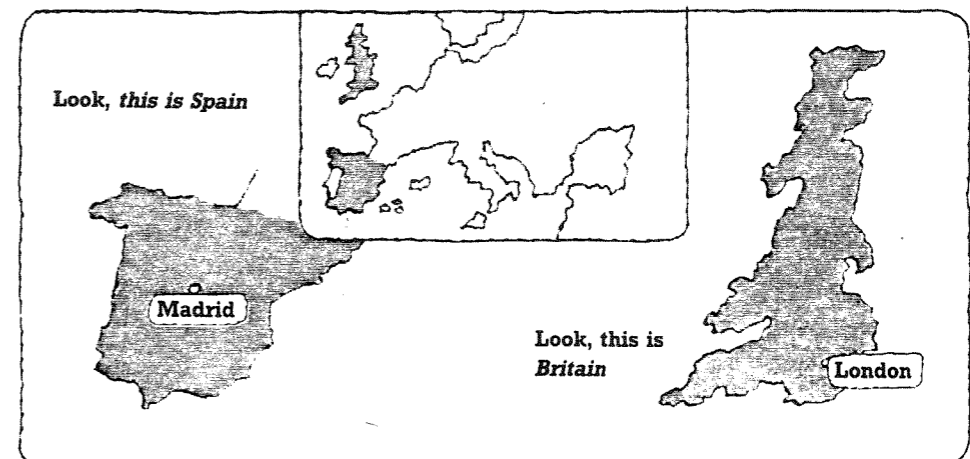 Look, this is Spain
Madrid
Look, this is
Britain
London